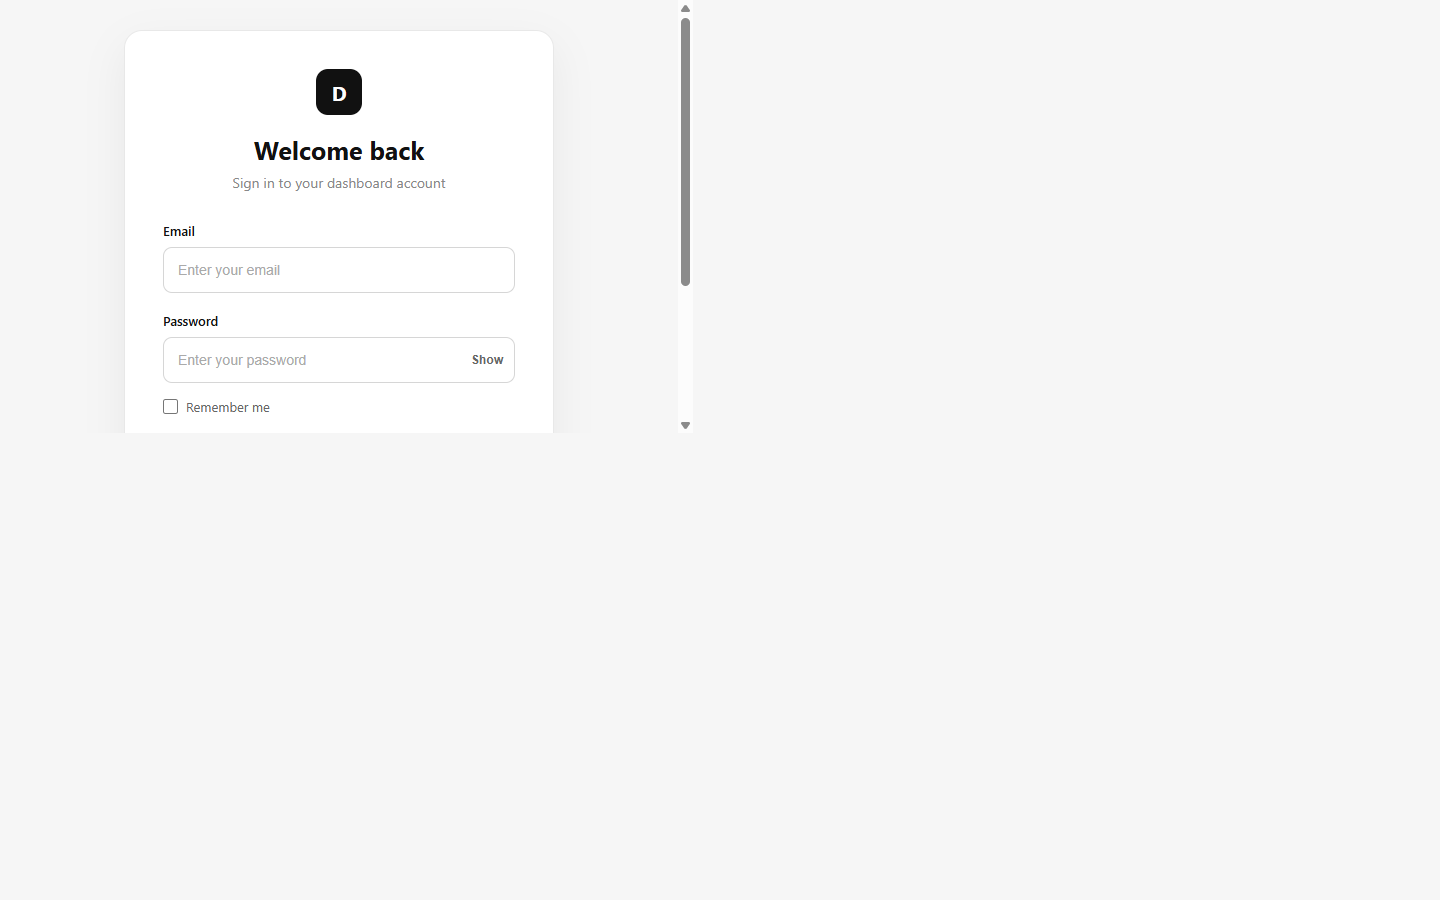 D
Welcome back
Sign in to your dashboard account
Email
Enter your email
Password
Enter your password
Show
Remember me